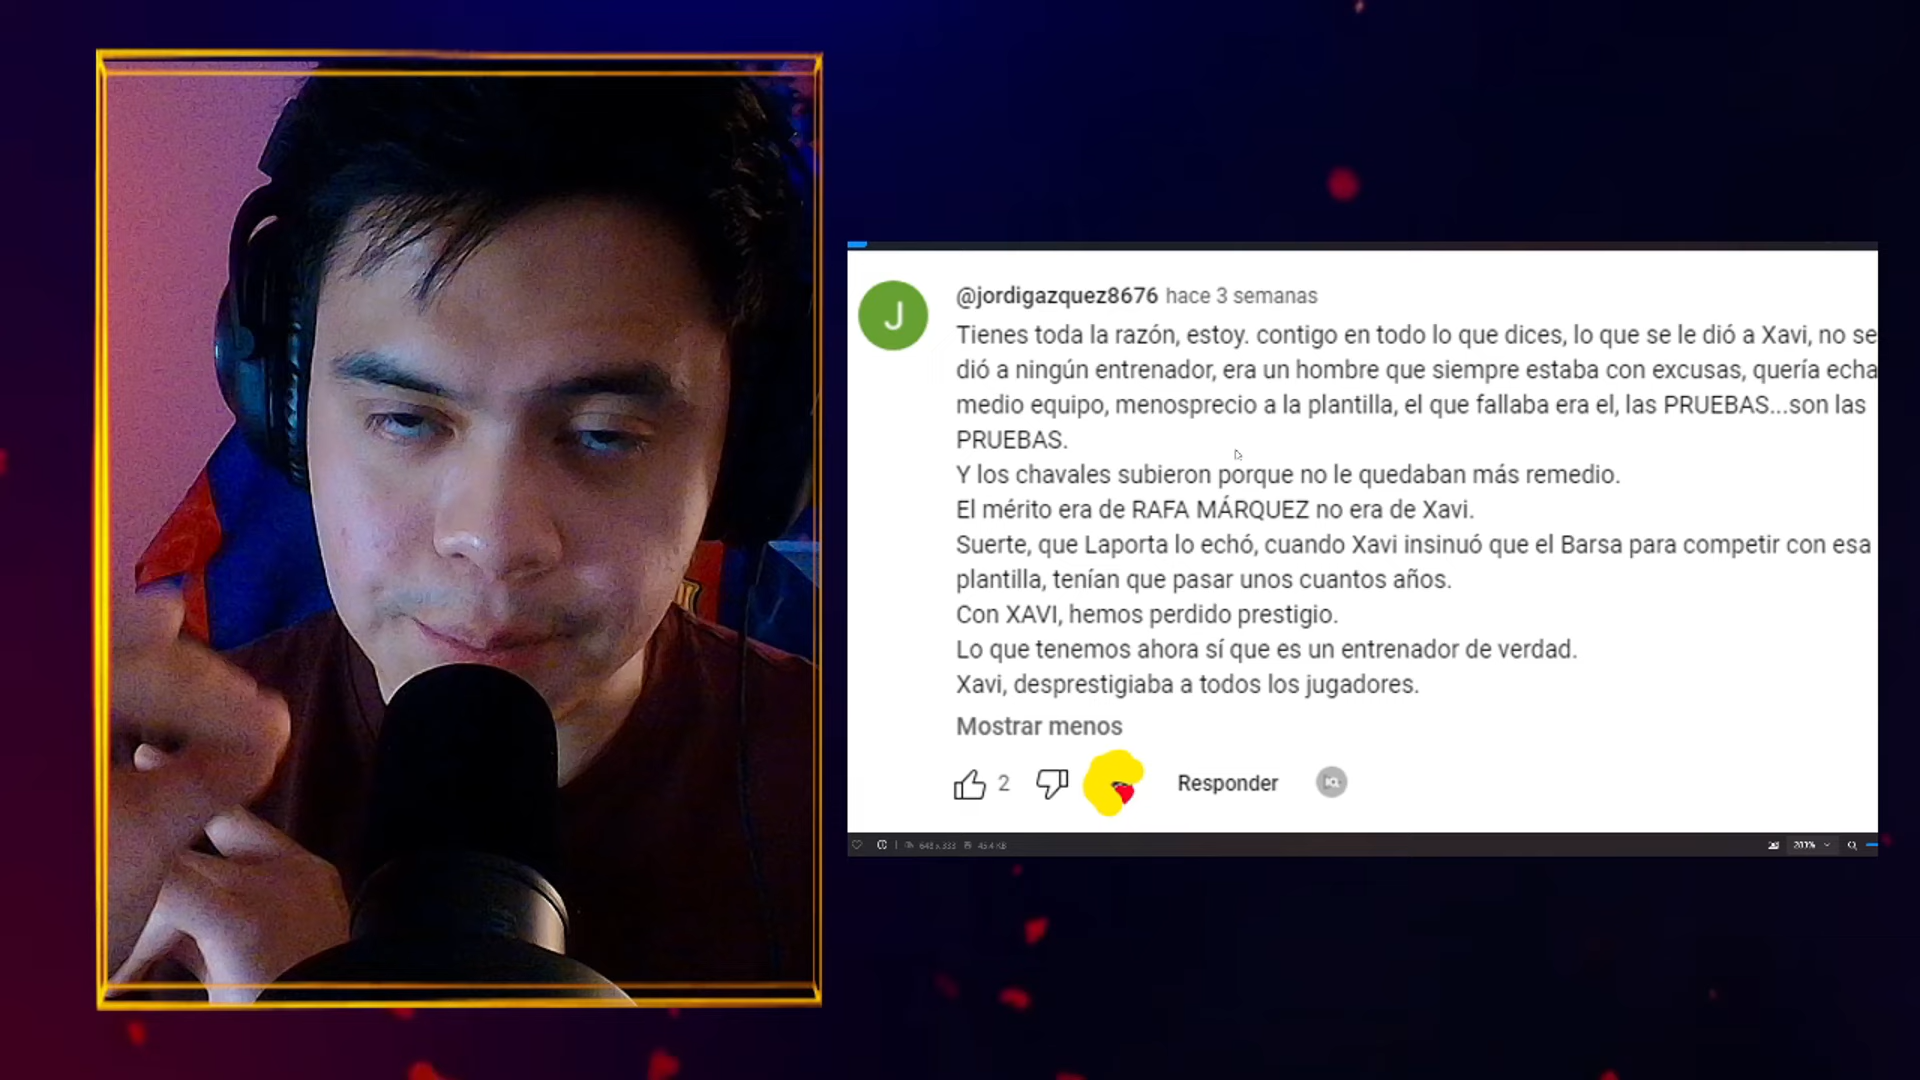 @jordigazquez8676 hace 3 semanas
Tienes toda la razón, estoy. contigo en todo lo que dices, lo que se le dió a Xavi, no se
dió a ningún entrenador, era un hombre que siempre estaba con excusas, quería echa
medio equipo, menosprecio a la plantilla, el que fallaba era el, las PRUEBAS...son las
PRUEBAS.
Y los chavales subieron porque no le quedaban más remedio.
El mérito era de RAFA MÁRQUEZ no era de Xavi.
Suerte, que Laporta lo echó, cuando Xavi insinuó que el Barsa para competir con esa
plantilla, tenían que pasar unos cuantos años.
Con XAVI, hemos perdido prestigio.
Lo que tenemos ahora sí que es un entrenador de verdad.
Xavi, desprestigiaba a todos los jugadores.
Mostrar menos
J
2 Responder